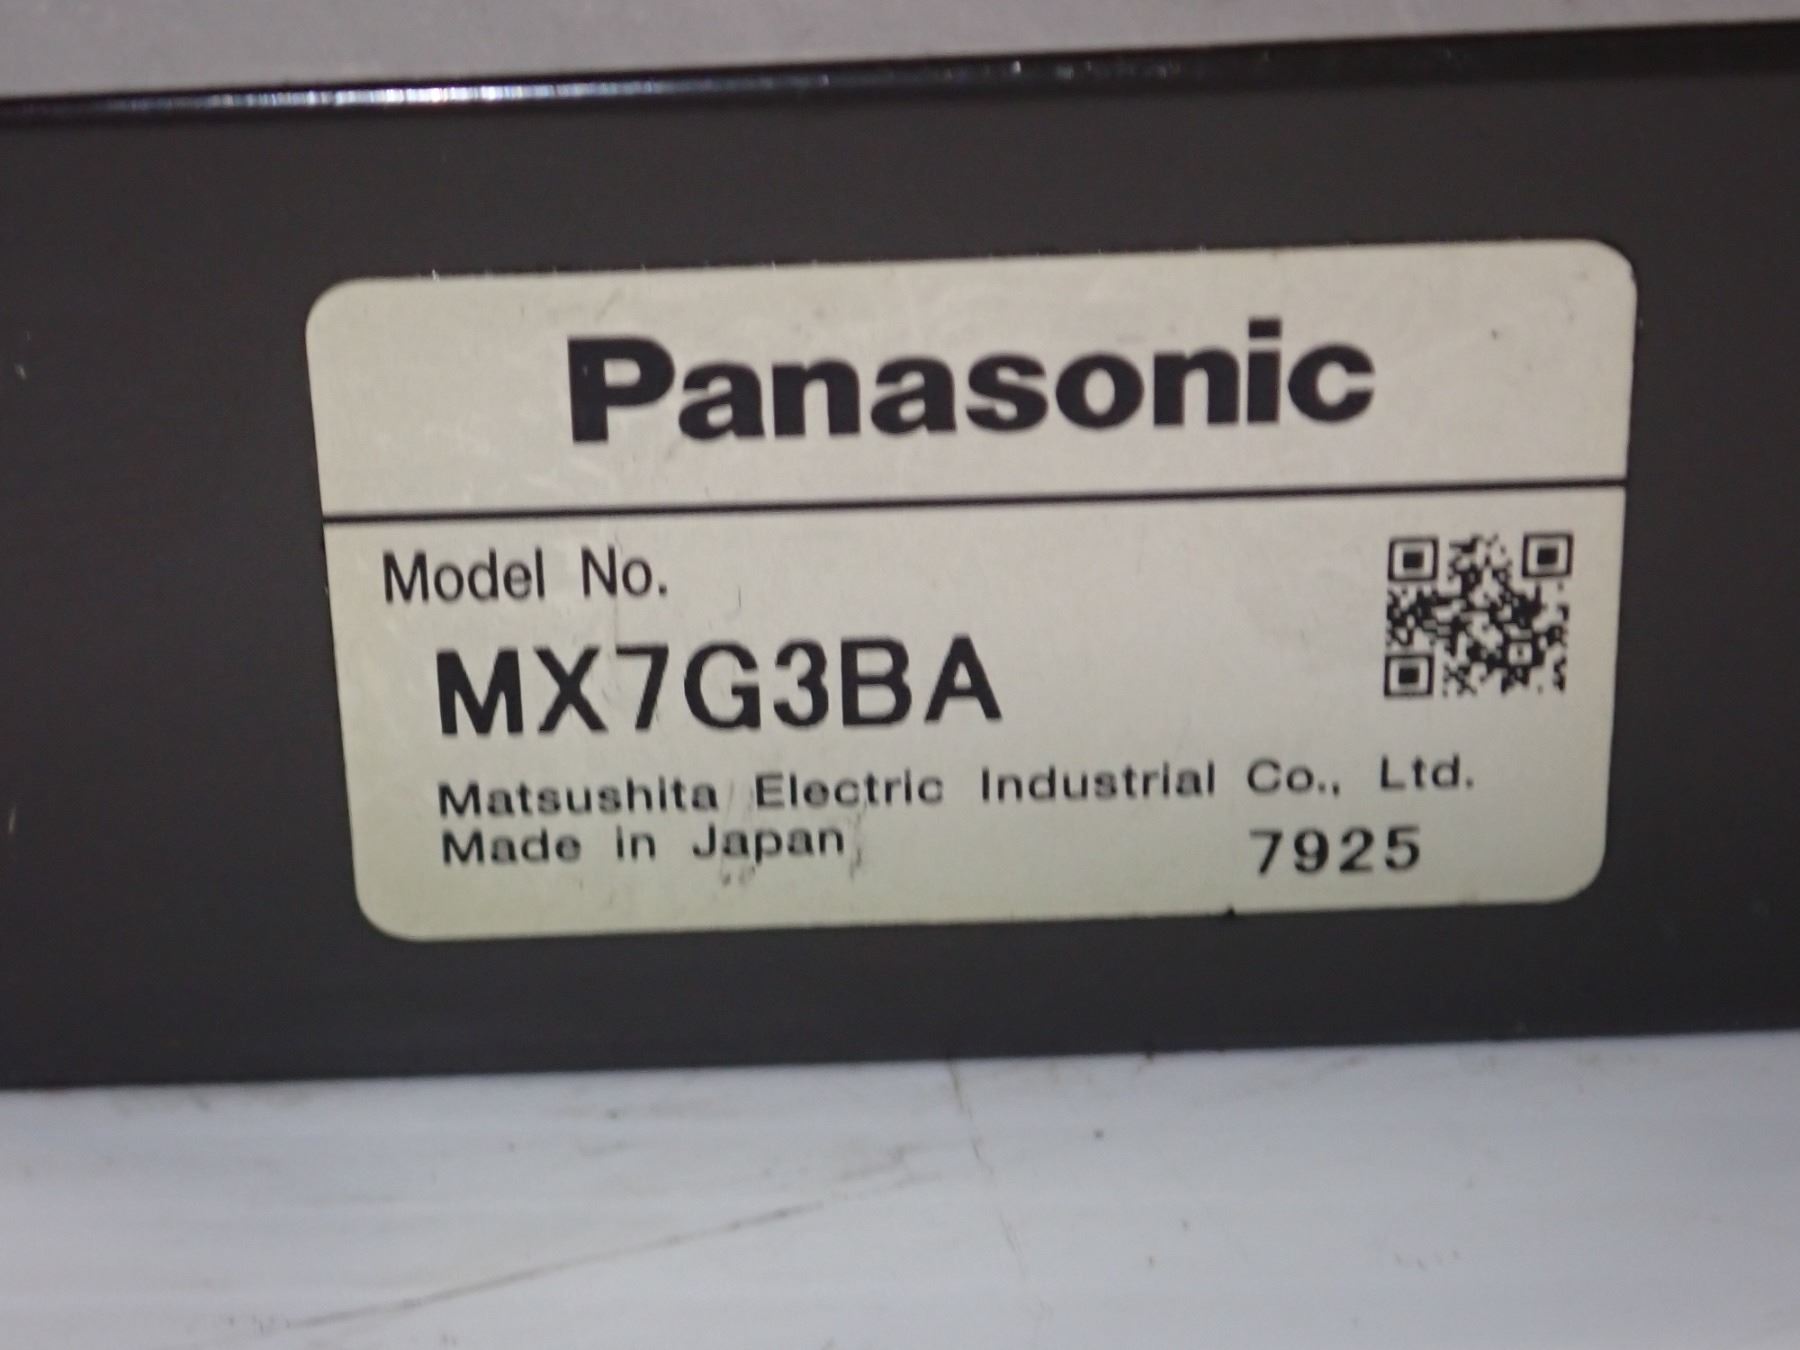 Panasonic
Model No.
MX7G3BA
Matsushita Electric Industrial Co., Ltd.
Made in Japan 7925